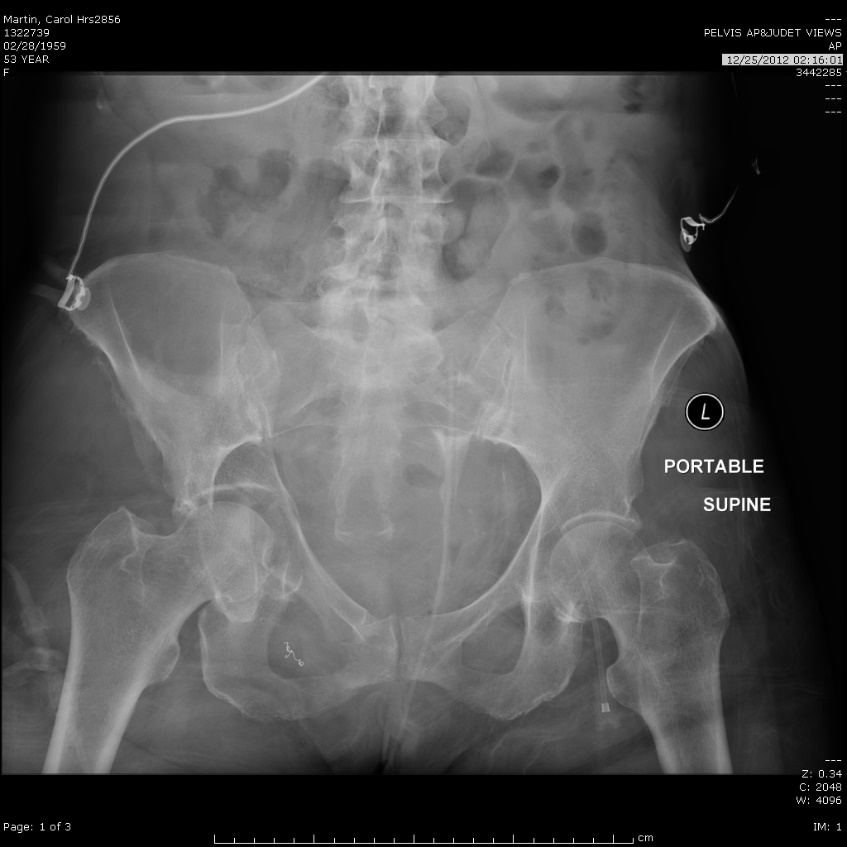 Martin, Carol Hrs2856
1322739
02/28/1959
53 YEAR
F
---
PELVIS AP&JUDET VIEWS
AP
12/25/2012 02:16:01
3442285
---
---
---
L
PORTABLE
SUPINE
---
Z: 0.34
C: 2048
W: 4096
Page: 1 of 3
IM: 1
cm